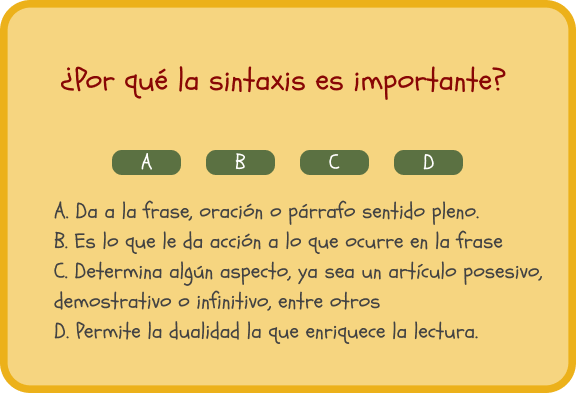 ¿Por qué la sintaxis es importante?
A B C D
A. Da a la frase, oración o párrafo sentido pleno.
B. Es lo que le da acción a lo que ocurre en la frase
C. Determina algún aspecto, ya sea un artículo posesivo,
demostrativo o infinitivo, entre otros
D. Permite la dualidad la que enriquece la lectura.